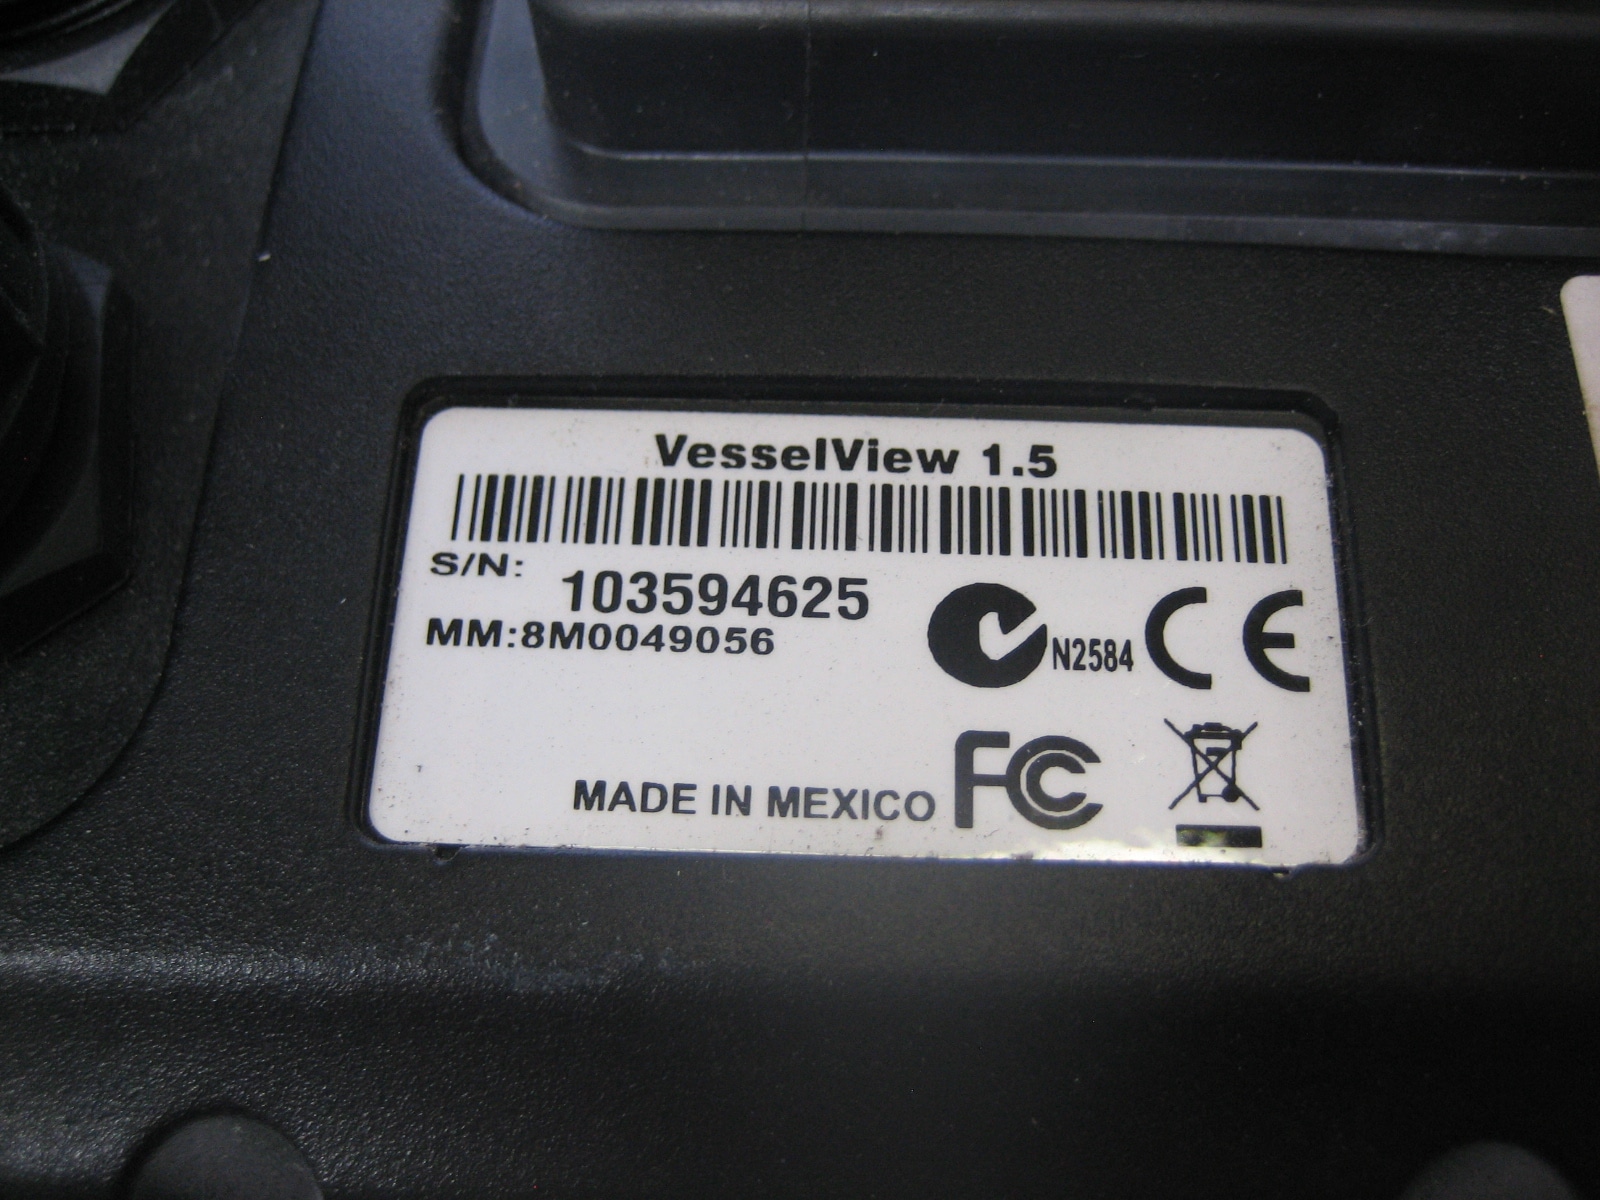 VesselView 1.5
S/N: 103594625
MM:8M0049056
N2584 CE
MADE IN MEXICO FC